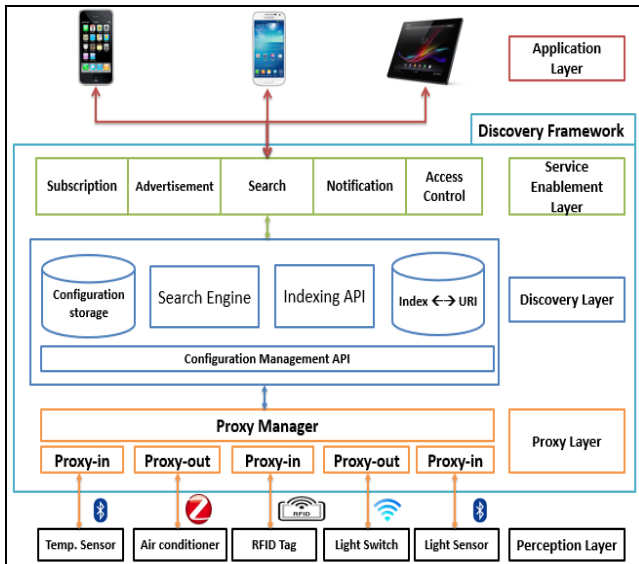 Application
Layer
Discovery Framework
Subscription Advertisement Search Notification Access
Control
Service
Enablement
Layer
Configuration
storage
Search Engine
Indexing API
Index ←-→ URI
Discovery Layer
Configuration Management API
Proxy Manager
Proxy Layer
Proxy-in Proxy-out Proxy-in Proxy-out Proxy-in
RFID
Temp. Sensor Air conditioner RFID Tag Light Switch Light Sensor Perception Layer